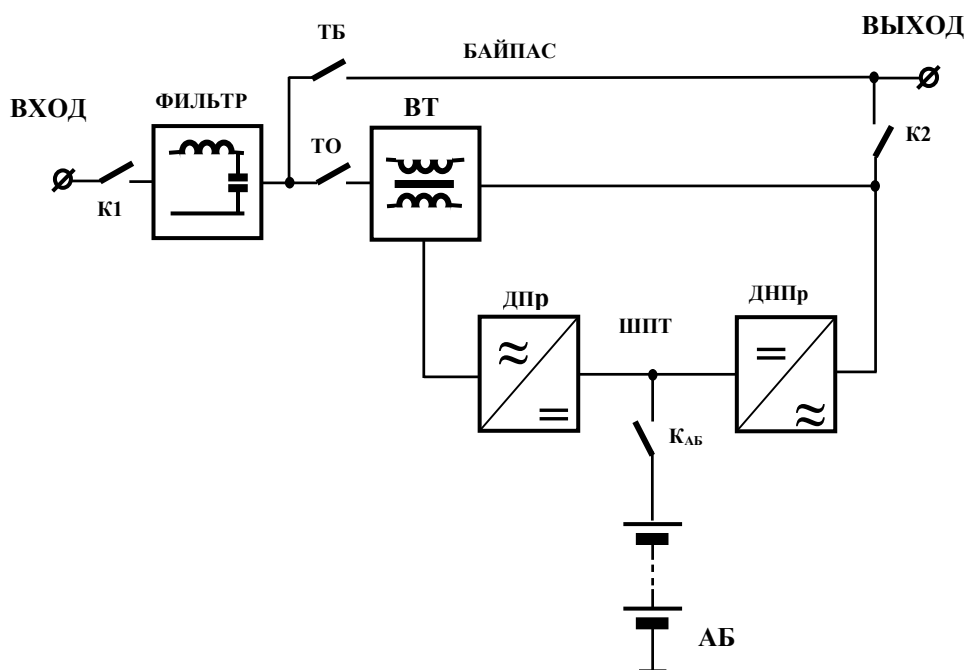 ВЫХОД
ТБ
БАЙПАС
ФИЛЬТР
ВТ
ВХОД
ТО
К2
К1
ДПр
ДНПр
ШПТ
КАБ
АБ